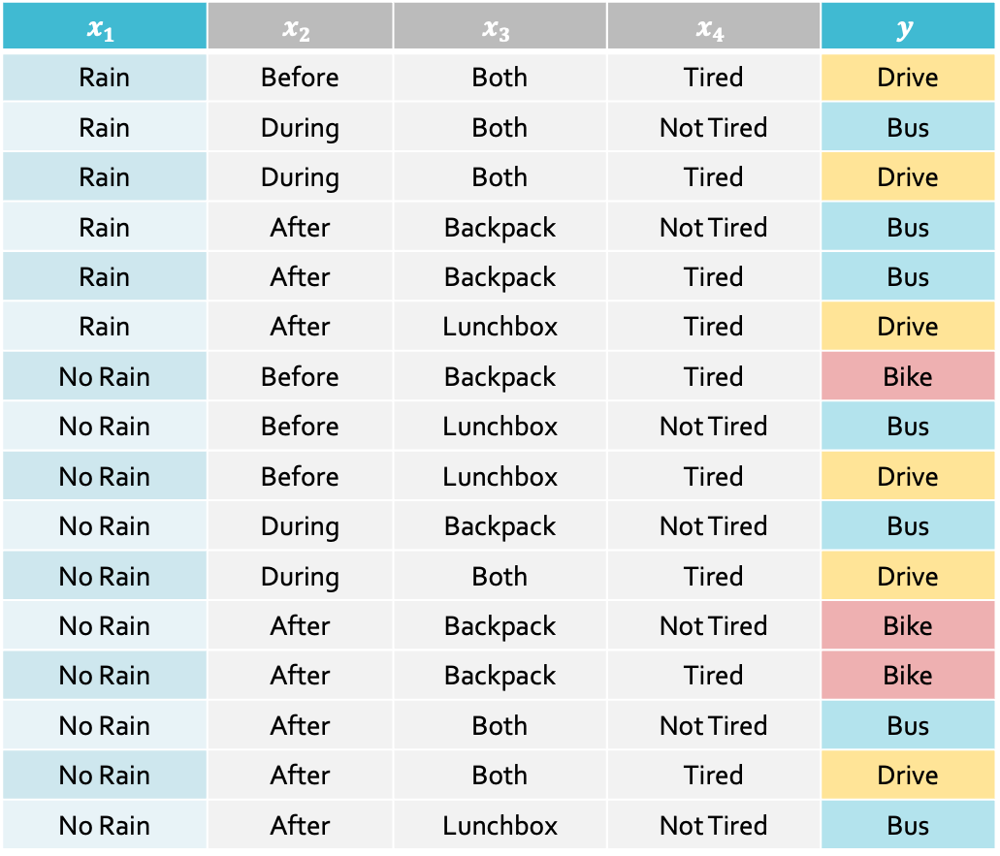 x₁ x₂ x₃ x₄ y
Rain Before Both Tired Drive
Rain During Both Not Tired Bus
Rain During Both Tired Drive
Rain After Backpack Not Tired Bus
Rain After Backpack Tired Bus
Rain After Lunchbox Tired Drive
No Rain Before Backpack Tired Bike
No Rain Before Lunchbox Not Tired Bus
No Rain Before Lunchbox Tired Drive
No Rain During Backpack Not Tired Bus
No Rain During Both Tired Drive
No Rain After Backpack Not Tired Bike
No Rain After Backpack Tired Bike
No Rain After Both Not Tired Bus
No Rain After Both Tired Drive
No Rain After Lunchbox Not Tired Bus